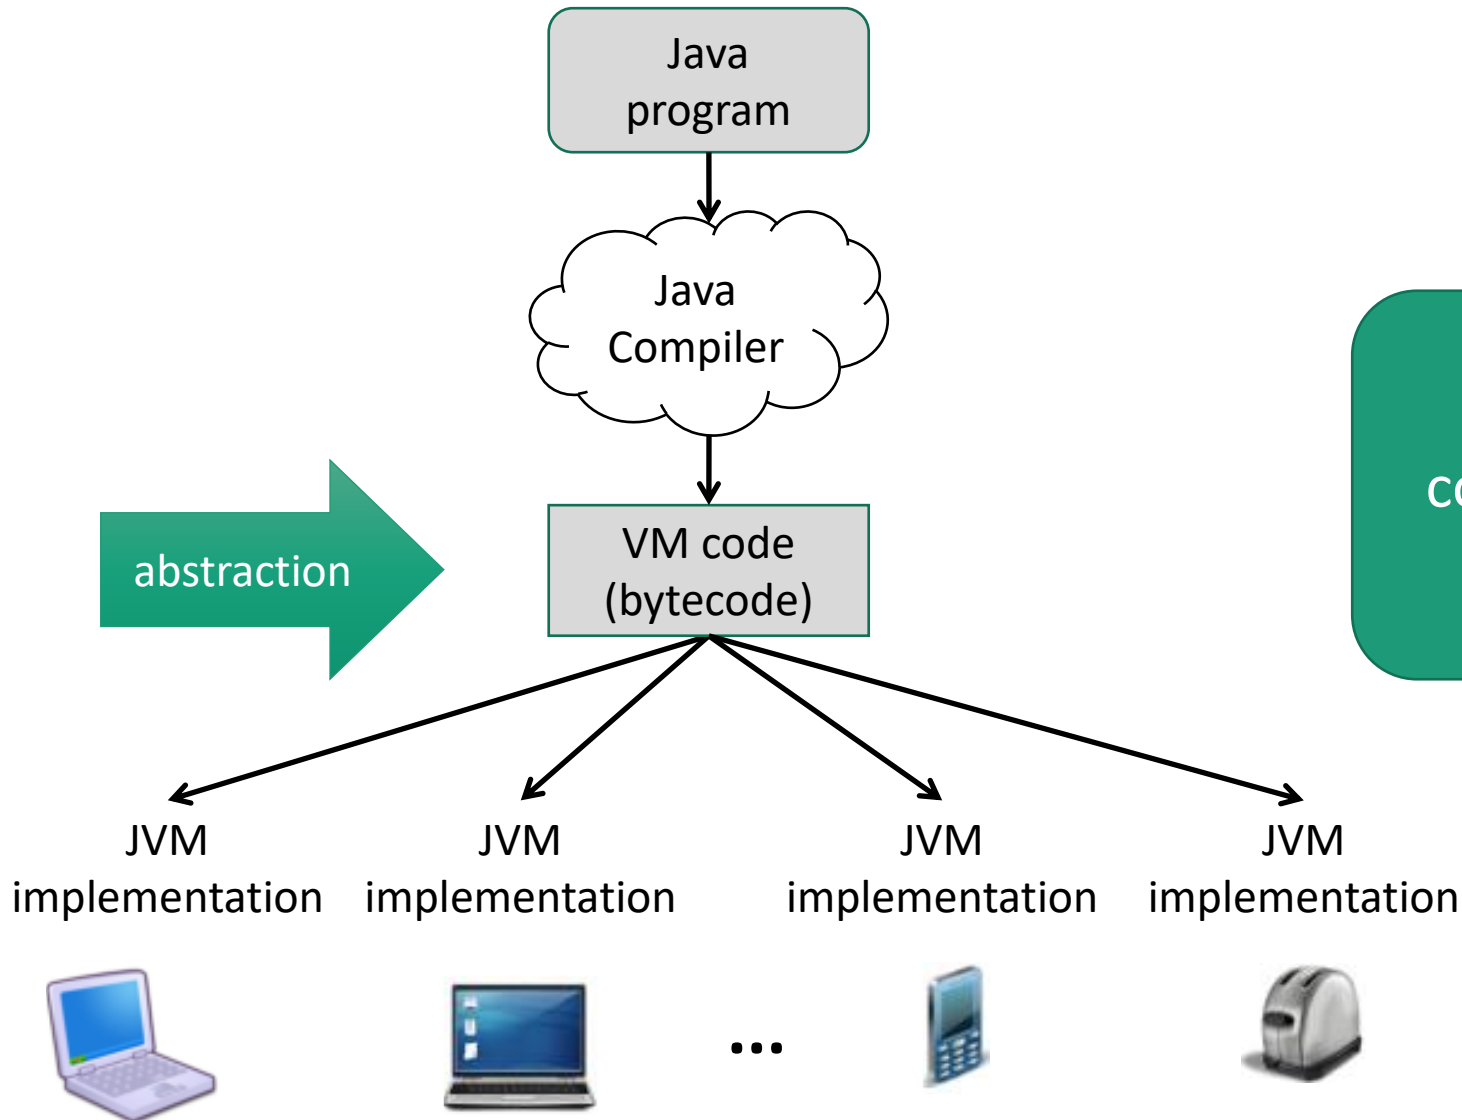 Java
program
Java
Compiler
abstraction
VM code
(bytecode)
JVM
implementation
JVM
implementation
...
JVM
implementation
JVM
implementation